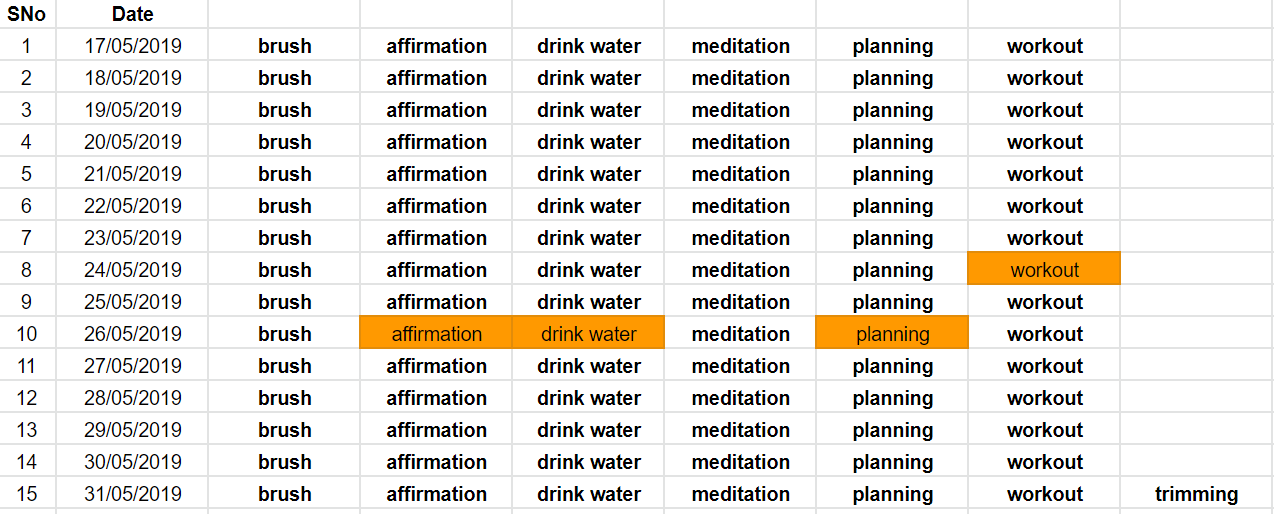 SNo Date
1 17/05/2019 brush affirmation drink water meditation planning workout
2 18/05/2019 brush affirmation drink water meditation planning workout
3 19/05/2019 brush affirmation drink water meditation planning workout
4 20/05/2019 brush affirmation drink water meditation planning workout
5 21/05/2019 brush affirmation drink water meditation planning workout
6 22/05/2019 brush affirmation drink water meditation planning workout
7 23/05/2019 brush affirmation drink water meditation planning workout
8 24/05/2019 brush affirmation drink water meditation planning workout
9 25/05/2019 brush affirmation drink water meditation planning workout
10 26/05/2019 brush affirmation drink water meditation planning workout
11 27/05/2019 brush affirmation drink water meditation planning workout
12 28/05/2019 brush affirmation drink water meditation planning workout
13 29/05/2019 brush affirmation drink water meditation planning workout
14 30/05/2019 brush affirmation drink water meditation planning workout
15 31/05/2019 brush affirmation drink water meditation planning workout trimming